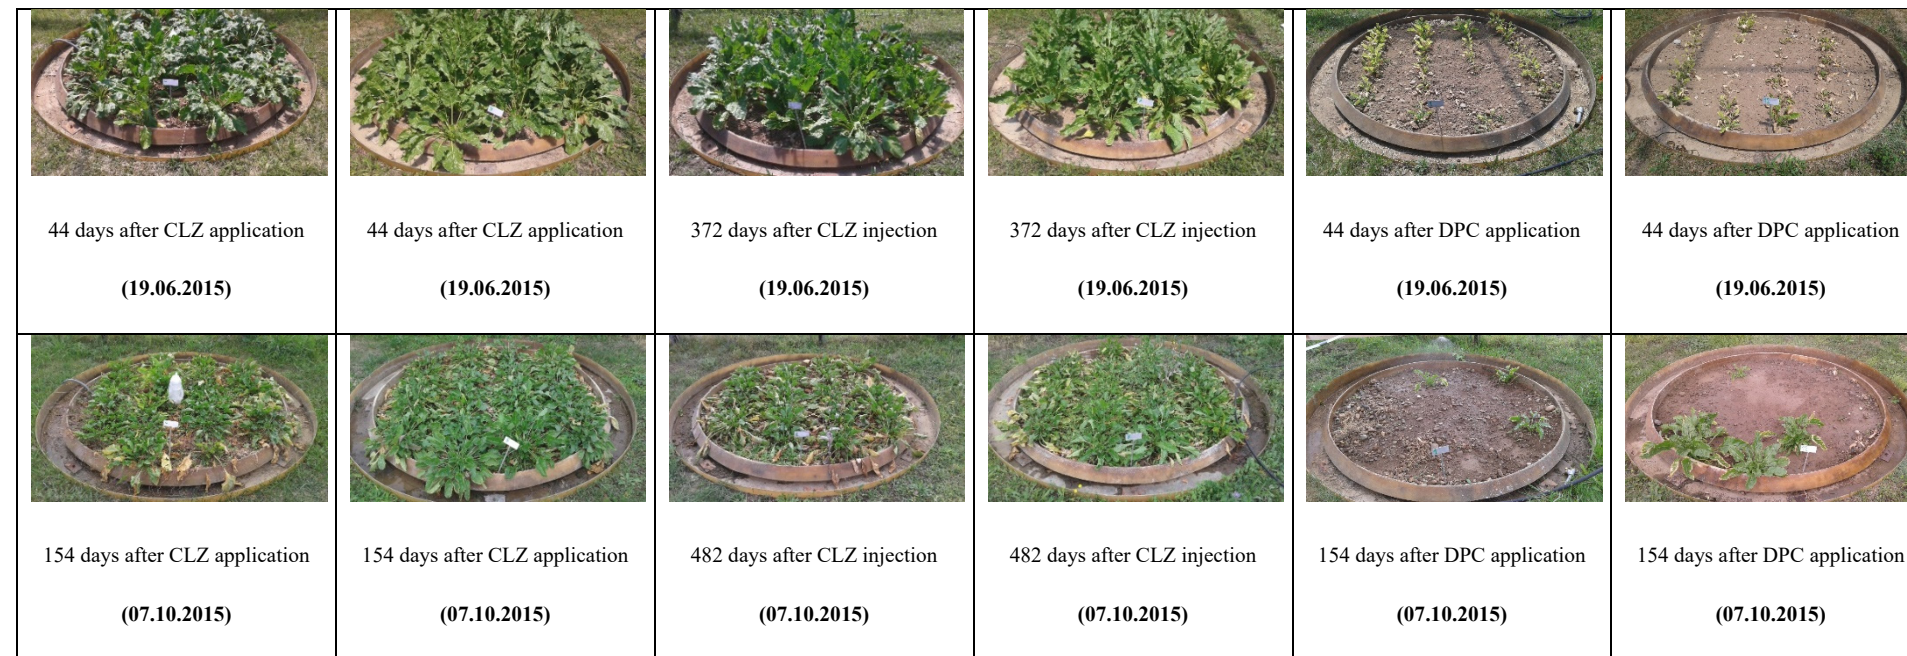 44 days after CLZ application
(19.06.2015)
44 days after CLZ application
(19.06.2015)
372 days after CLZ injection
(19.06.2015)
372 days after CLZ injection
(19.06.2015)
44 days after DPC application
(19.06.2015)
44 days after DPC application
(19.06.2015)
154 days after CLZ application
(07.10.2015)
154 days after CLZ application
(07.10.2015)
482 days after CLZ injection
(07.10.2015)
482 days after CLZ injection
(07.10.2015)
154 days after DPC application
(07.10.2015)
154 days after DPC application
(07.10.2015)